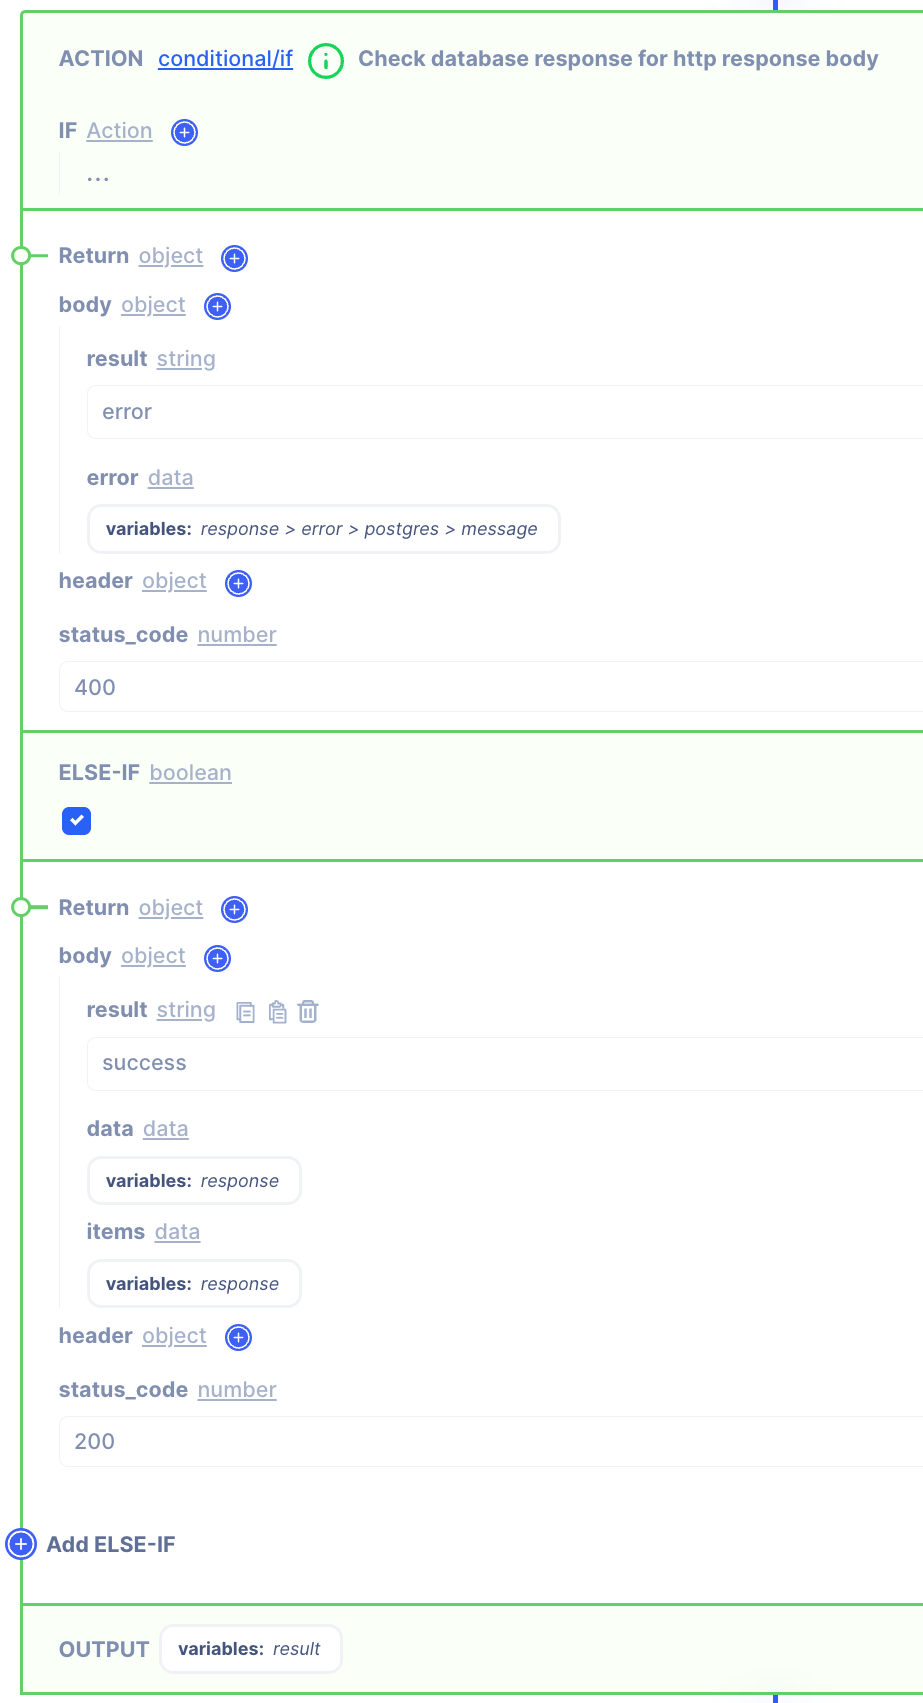 ACTION conditional/if Check database response for http response body
IF Action
...
Return object
body object
result string
error
error data
variables: response > error > postgres > message
header object
status_code number
400
ELSE-IF boolean
Return object
body object
result string
success
data data
variables: response
items data
variables: response
header object
status_code number
200
Add ELSE-IF
OUTPUT variables: result